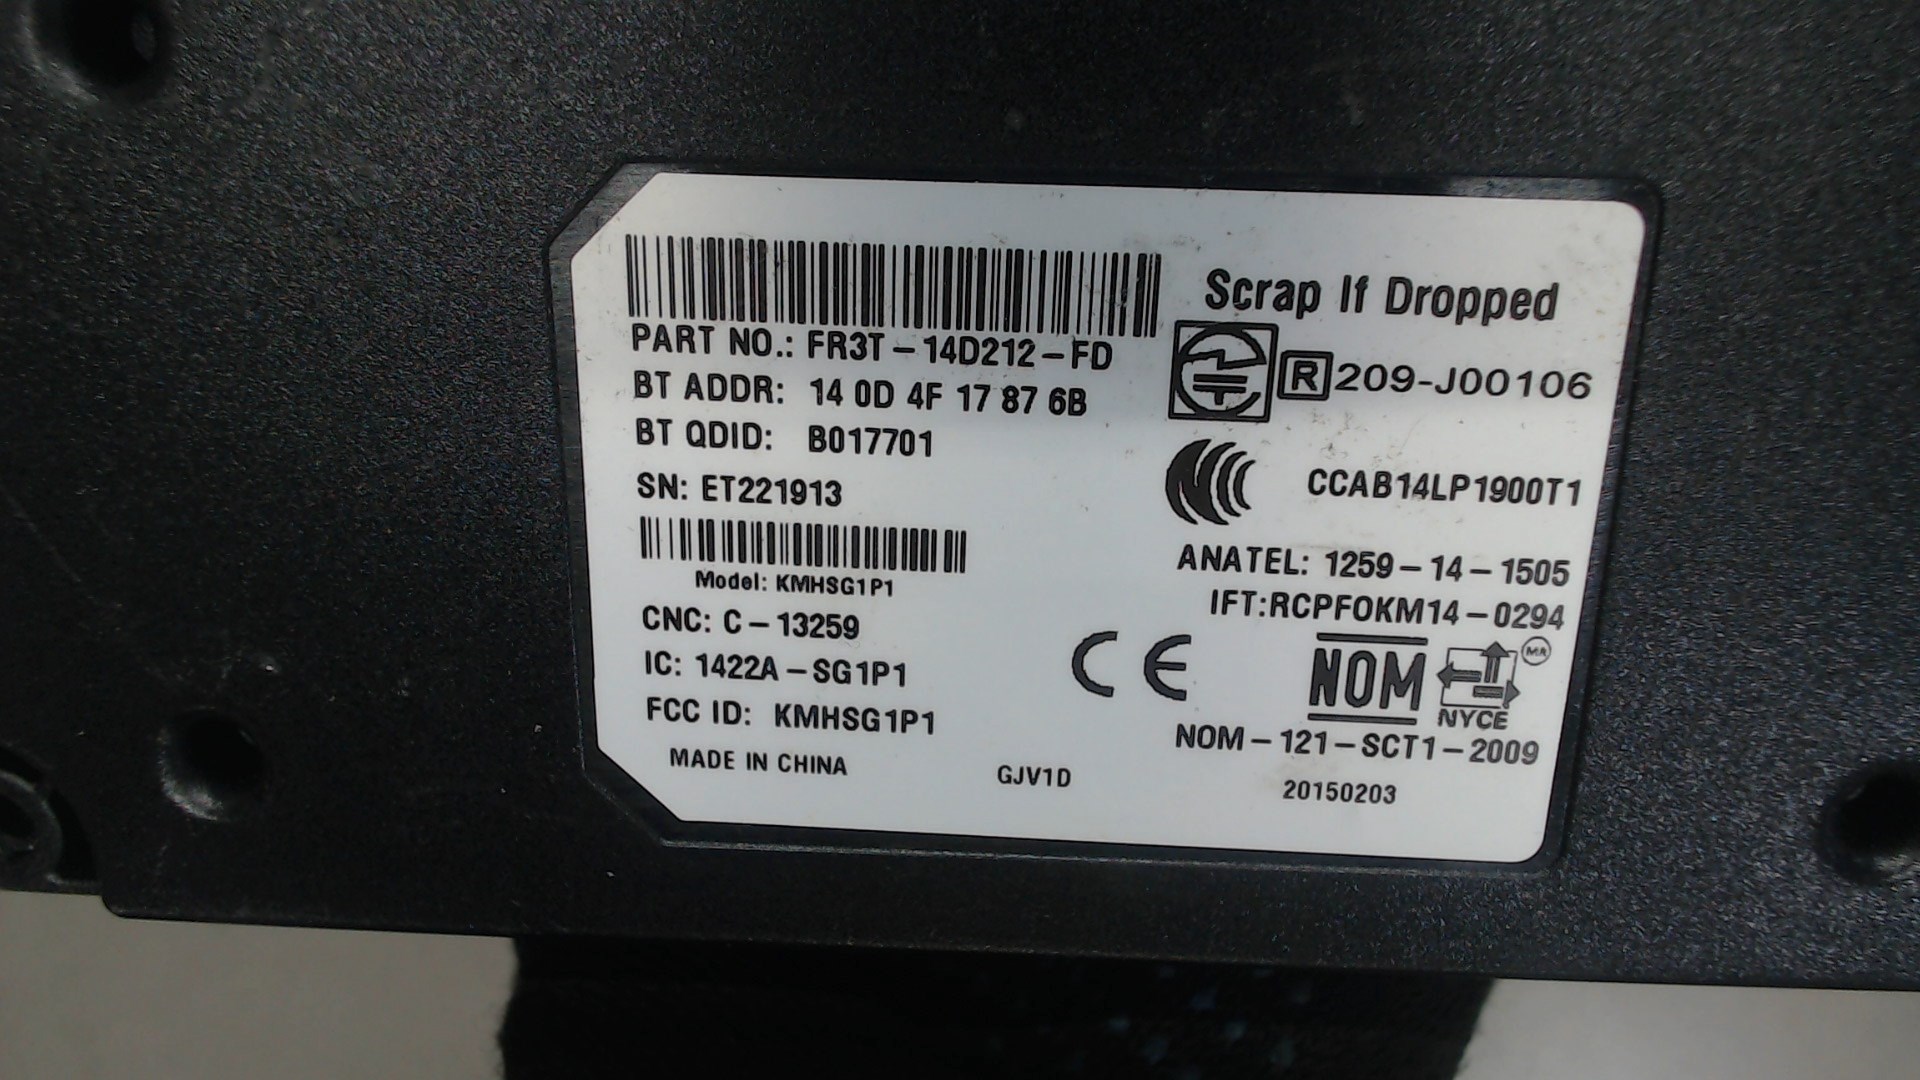 Scrap If Dropped
PART NO.: FR3T-14D212-FD
BT ADDR: 14 0D 4F 17 87 6B
R 209-J00106
BT QDID: B017701
SN: ET221913
CCAB14LP1900T1
Model: KMHSG1P1
ANATEL: 1259-14-1505
CNC: C-13259
IFT:RCPFOKM14-0294
IC: 1422A-SG1P1
CE
NOM
MR
NYCE
FCC ID: KMHSG1P1
NOM-121-SCT1-2009
MADE IN CHINA
GJV1D
20150203